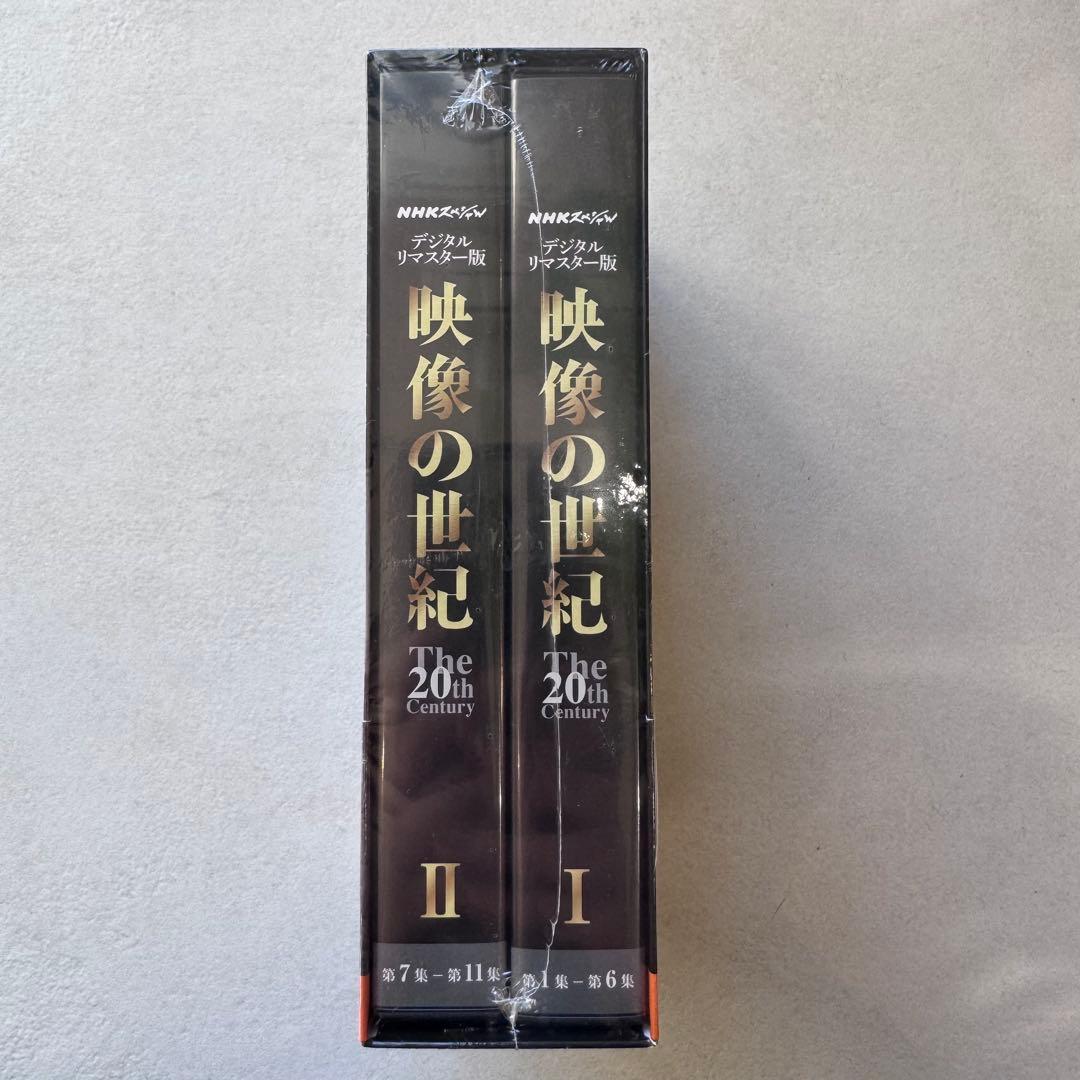 NHKスペシャル
デジタル
リマスター版
映像の世紀
The
20th
Century
I
第1集－第6集
NHKスペシャル
デジタル
リマスター版
映像の世紀
The
20th
Century
II
第7集－第11集